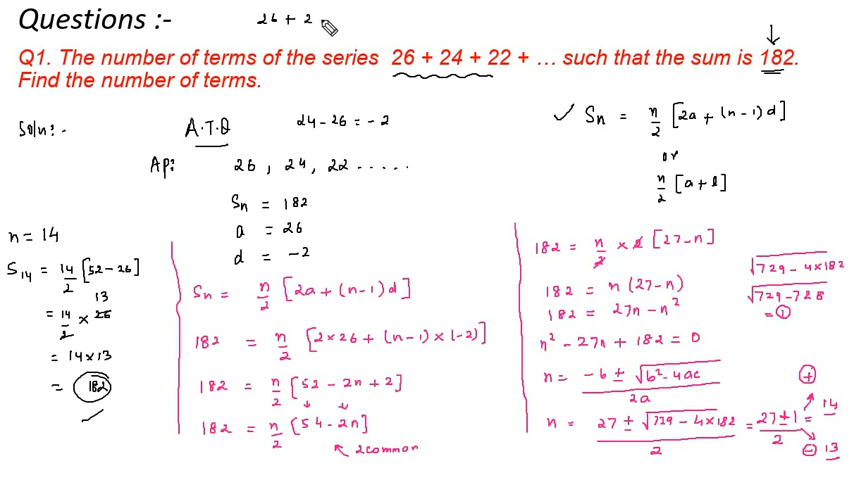 Questions :-
26 + 2
Q1. The number of terms of the series 26 + 24 + 22 + ... such that the sum is 182.
Find the number of terms.
Soln:-
A.T.Q
24 - 26 = -2
AP:
26 , 24 , 22 .....
Sn = 182
a = 26
d = -2
✓ Sn = n/2 [2a + (n-1)d]
or
n/2 [a + l]
n = 14
S14 = 14/2 [52 - 26]
13
= 14/2 × 26
= 14×13
= 182
✓
Sn = n/2 [2a + (n-1)d]
182 = n/2 [2×26 + (n-1)×(-2)]
182 = n/2 [52 - 2n + 2]
182 = n/2 [54 - 2n]
2 common
182 = n/2 × 2 [27-n]
182 = n(27-n)
182 = 27n - n²
n² - 27n + 182 = 0
n = -b ± √b²-4ac / 2a
n = 27 ± √729 - 4×182 / 2 = 27±1 / 2 =
+
14
- 13
√729 - 4×182
√729 - 728
= 1